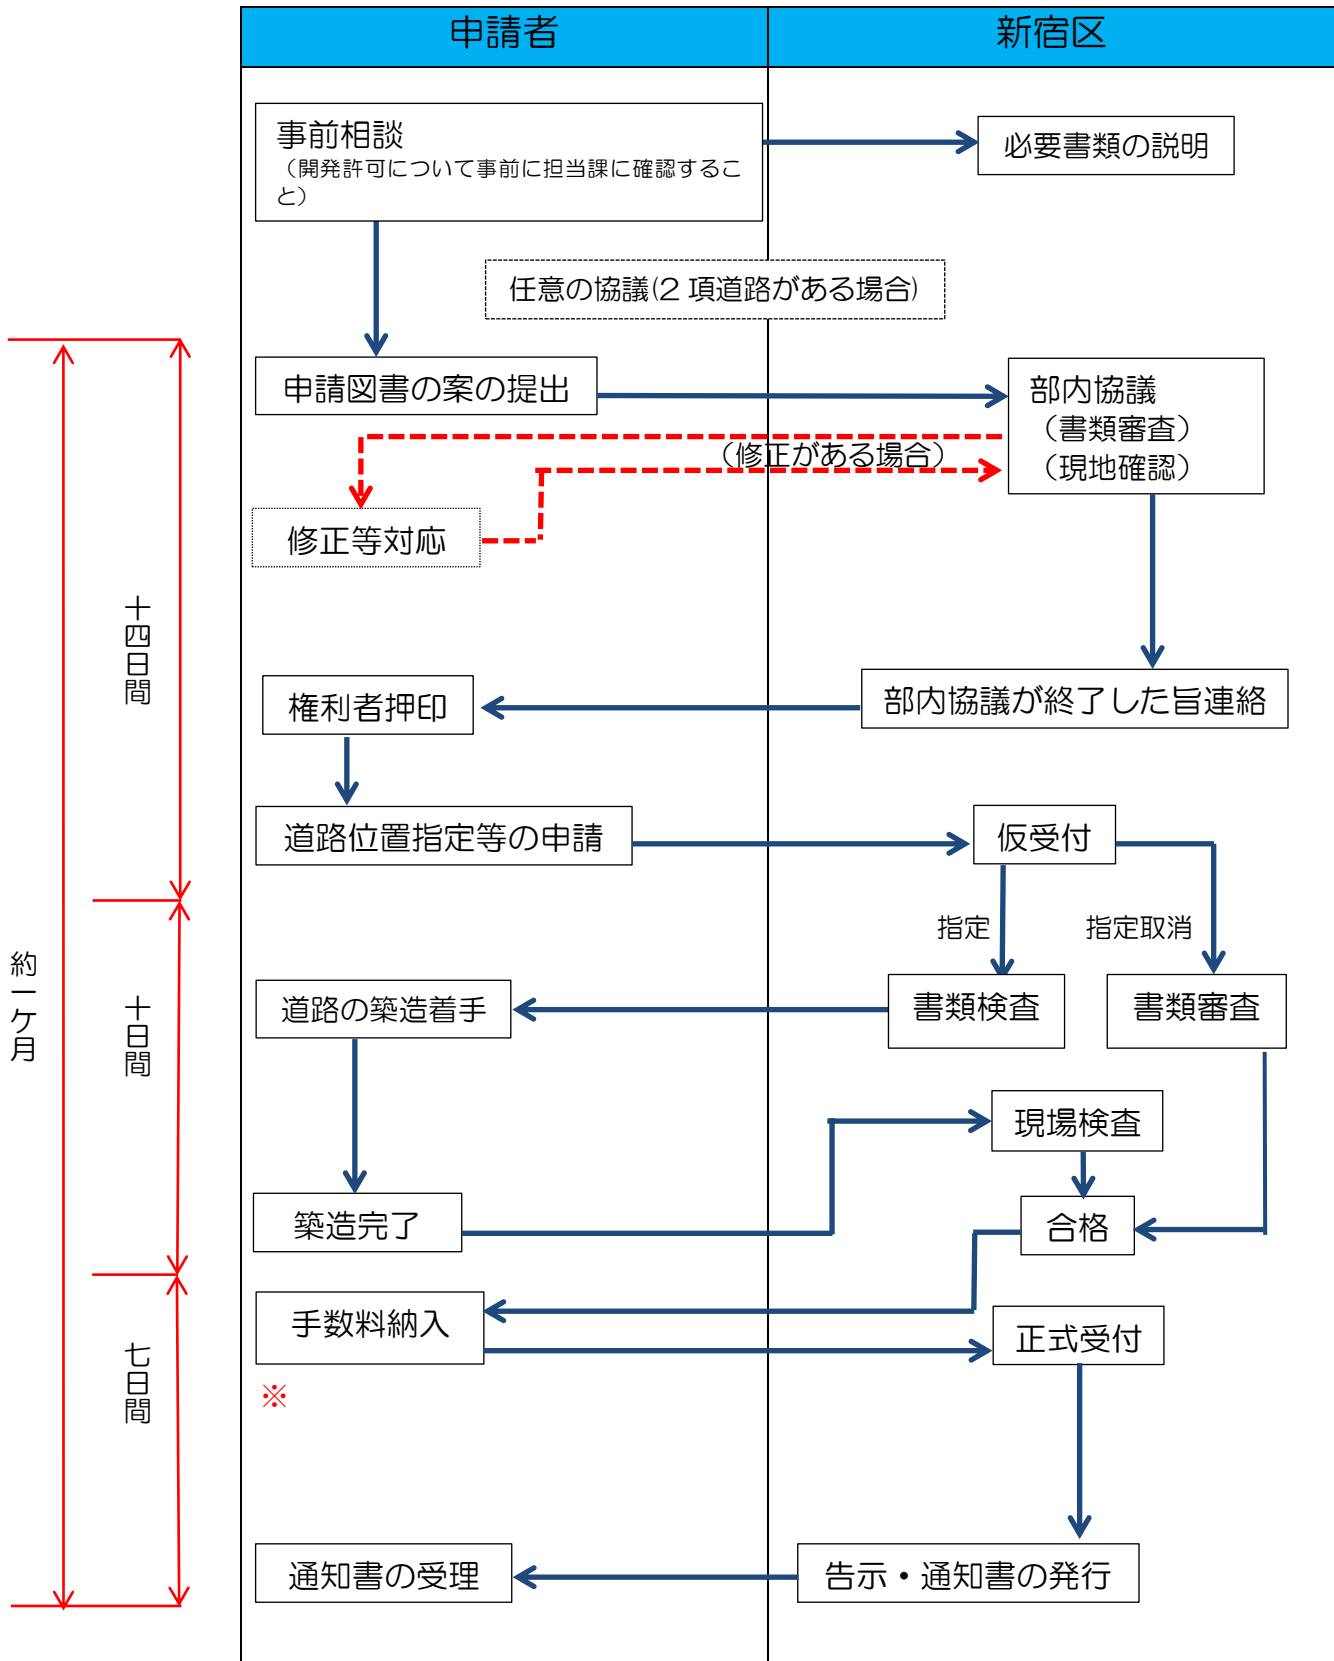 申請者
新宿区
事前相談
（開発許可について事前に担当課に確認するこ
と）
必要書類の説明
任意の協議(2 項道路がある場合)
申請図書の案の提出
部内協議
（書類審査）
（現地確認）
（修正がある場合）
修正等対応
十四日間
権利者押印
部内協議が終了した旨連絡
道路位置指定等の申請
仮受付
指定
指定取消
約一ケ月
十日間
道路の築造着手
書類検査
書類審査
現場検査
築造完了
合格
手数料納入
正式受付
七日間
※
通知書の受理
告示・通知書の発行